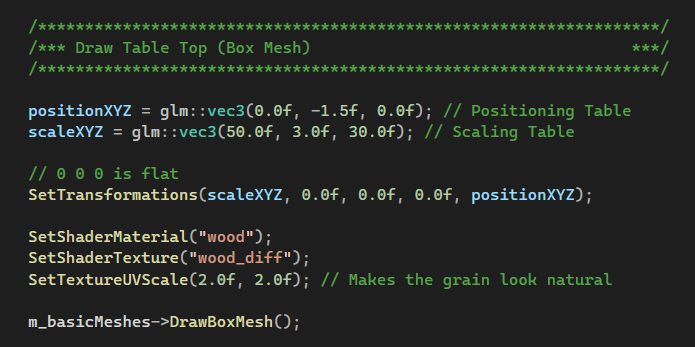 /*******************************************************************/
/*** Draw Table Top (Box Mesh)                                  ***/
/*******************************************************************/
positionXYZ = glm::vec3(0.0f, -1.5f, 0.0f); // Positioning Table
scaleXYZ = glm::vec3(50.0f, 3.0f, 30.0f); // Scaling Table
// 0 0 0 is flat
SetTransformations(scaleXYZ, 0.0f, 0.0f, 0.0f, positionXYZ);
SetShaderMaterial("wood");
SetShaderTexture("wood_diff");
SetTextureUVScale(2.0f, 2.0f); // Makes the grain look natural
m_basicMeshes->DrawBoxMesh();